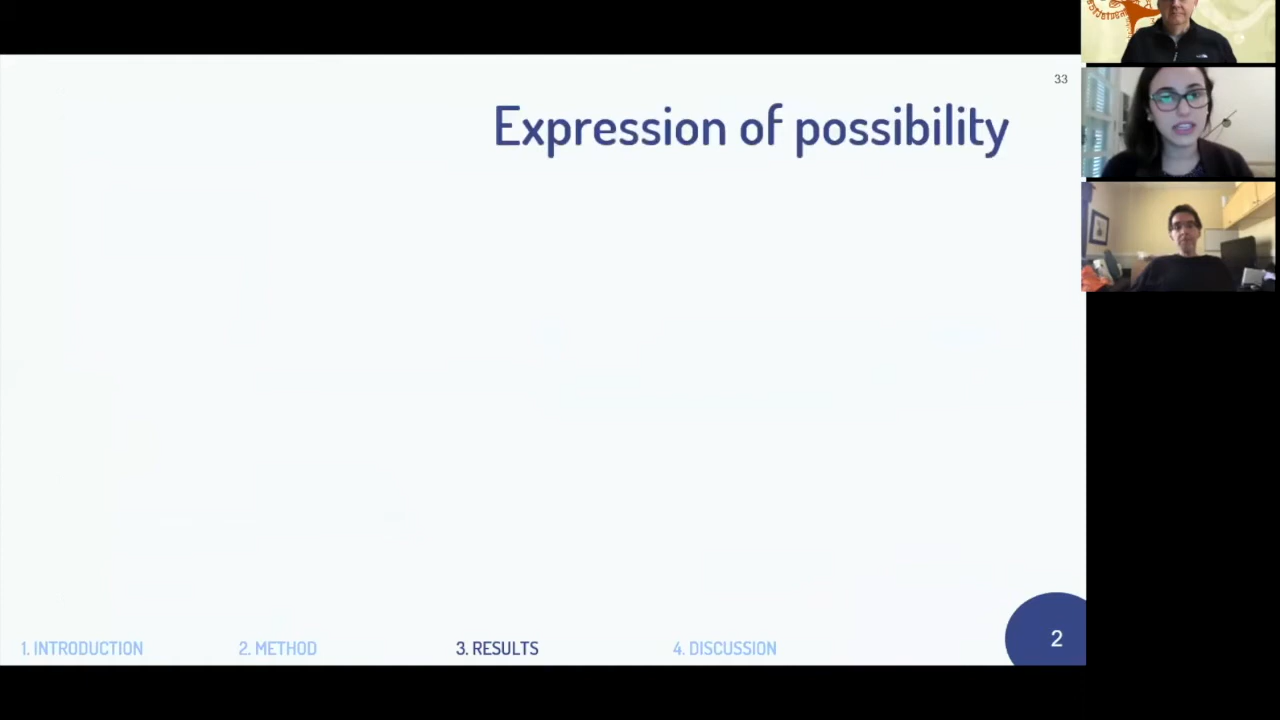 33
Expression of possibility
1. INTRODUCTION
2. METHOD
3. RESULTS
4. DISCUSSION
2